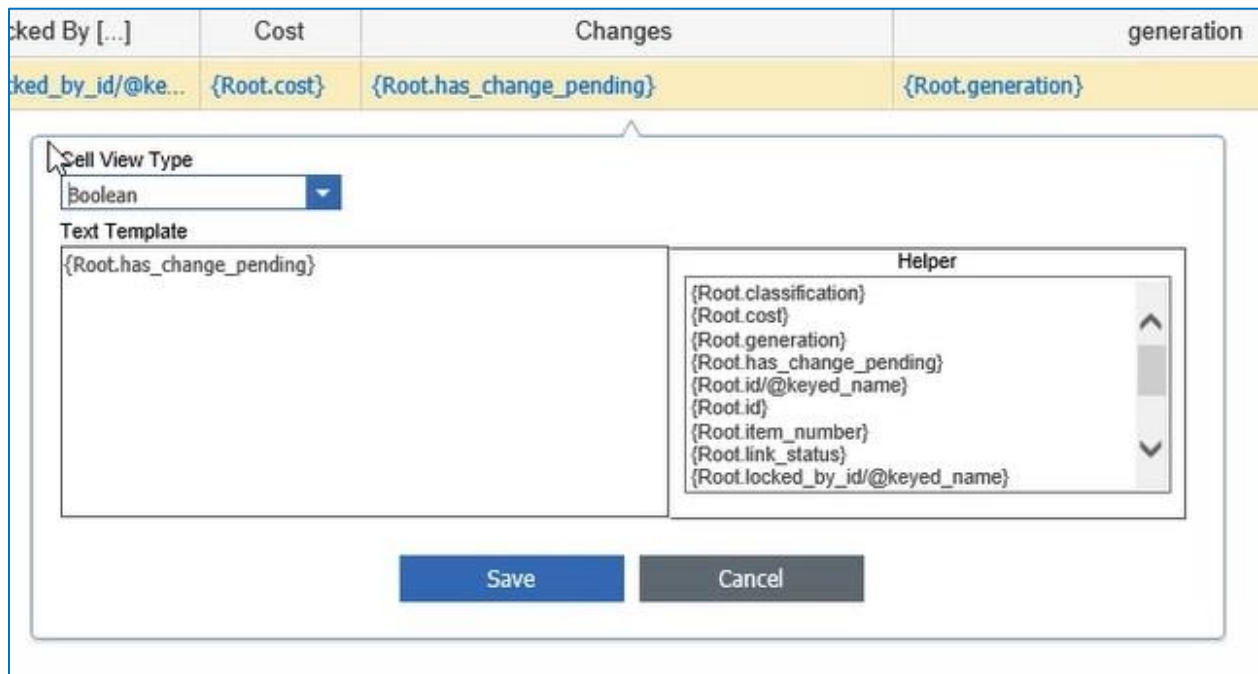 cked By [...] Cost Changes generation
cked_by_id/@ke... {Root.cost} {Root.has_change_pending} {Root.generation}
Cell View Type
Boolean
Text Template
{Root.has_change_pending}
Helper
{Root.classification}
{Root.cost}
{Root.generation}
{Root.has_change_pending}
{Root.id/@keyed_name}
{Root.id}
{Root.item_number}
{Root.link_status}
{Root.locked_by_id/@keyed_name}
Save Cancel